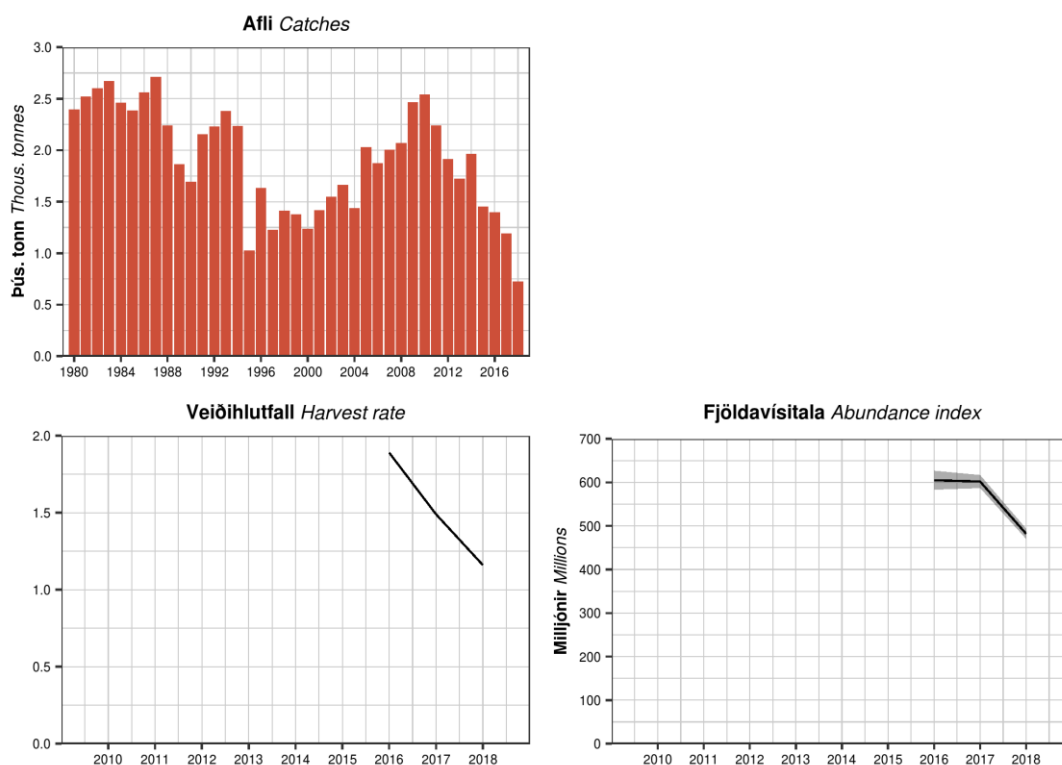 Afli Catches
Þús. tonn Thous. tonnes
3.0
2.5
2.0
1.5
1.0
0.5
0.0
1980 1984 1988 1992 1996 2000 2004 2008 2012 2016
Veiðihlutfall Harvest rate
2.0
1.5
1.0
0.5
0.0
2010 2011 2012 2013 2014 2015 2016 2017 2018
Fjöldavísitala Abundance index
Milljónir Millions
700
600
500
400
300
200
100
0
2010 2011 2012 2013 2014 2015 2016 2017 2018